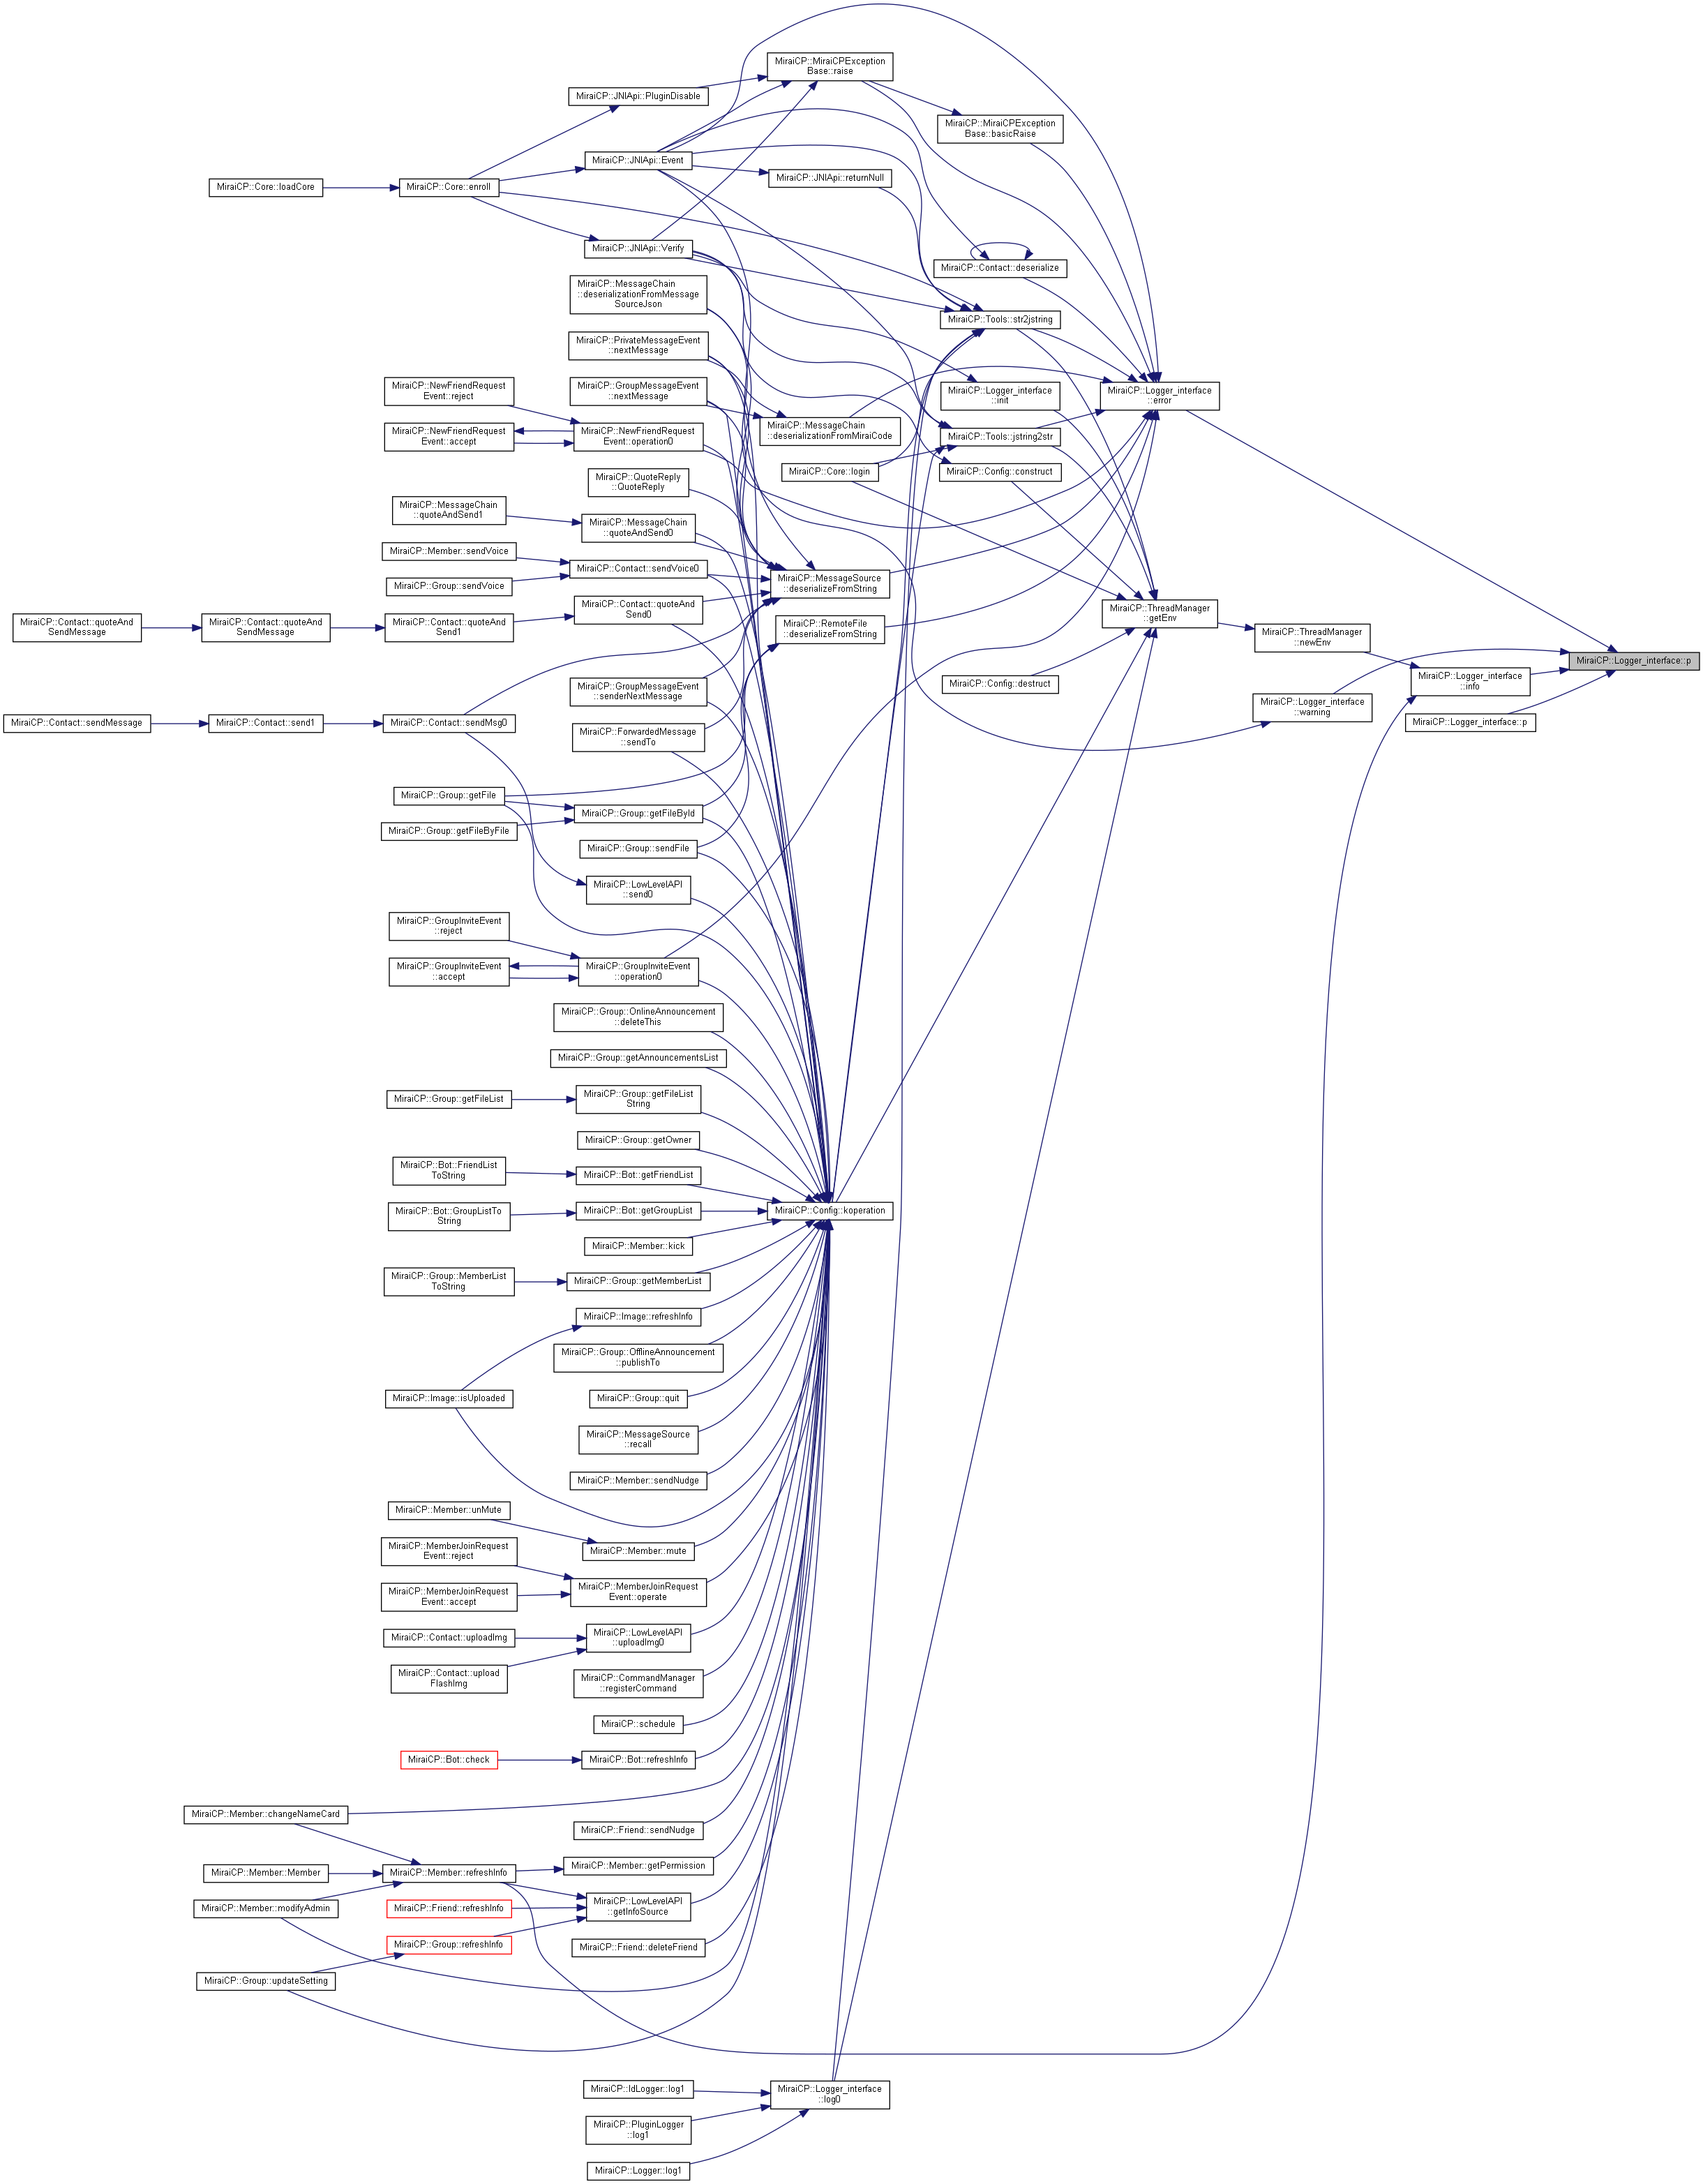 MiraiCP::MiraiCPException
Base::raise
MiraiCP::JNIApi::PluginDisable
MiraiCP::MiraiCPException
Base::basicRaise
MiraiCP::JNIApi::Event
MiraiCP::JNIApi::returnNull
MiraiCP::Core::loadCore
MiraiCP::Core::enroll
MiraiCP::JNIApi::Verify
MiraiCP::Contact::deserialize
MiraiCP::MessageChain
::deserializationFromMessage
SourceJson
MiraiCP::Tools::str2jstring
MiraiCP::PrivateMessageEvent
::nextMessage
MiraiCP::NewFriendRequest
Event::reject
MiraiCP::GroupMessageEvent
::nextMessage
MiraiCP::Logger_interface
::init
MiraiCP::Logger_interface
::error
MiraiCP::NewFriendRequest
Event::accept
MiraiCP::NewFriendRequest
Event::operation0
MiraiCP::MessageChain
::deserializationFromMiraiCode
MiraiCP::Tools::jstring2str
MiraiCP::Core::login
MiraiCP::Config::construct
MiraiCP::QuoteReply
::QuoteReply
MiraiCP::MessageChain
::quoteAndSend1
MiraiCP::MessageChain
::quoteAndSend0
MiraiCP::Member::sendVoice
MiraiCP::Contact::sendVoice0
MiraiCP::Group::sendVoice
MiraiCP::MessageSource
::deserializeFromString
MiraiCP::Contact::quoteAnd
SendMessage
MiraiCP::Contact::quoteAnd
SendMessage
MiraiCP::Contact::quoteAnd
Send1
MiraiCP::Contact::quoteAnd
Send0
MiraiCP::RemoteFile
::deserializeFromString
MiraiCP::ThreadManager
::getEnv
MiraiCP::ThreadManager
::newEnv
MiraiCP::Logger_interface::p
MiraiCP::Logger_interface
::info
MiraiCP::GroupMessageEvent
::senderNextMessage
MiraiCP::Config::destruct
MiraiCP::Logger_interface
::warning
MiraiCP::Logger_interface::p
MiraiCP::Contact::sendMessage
MiraiCP::Contact::send1
MiraiCP::Contact::sendMsg0
MiraiCP::ForwardedMessage
::sendTo
MiraiCP::Group::getFile
MiraiCP::Group::getFileById
MiraiCP::Group::getFileByFile
MiraiCP::Group::sendFile
MiraiCP::LowLevelAPI
::send0
MiraiCP::GroupInviteEvent
::reject
MiraiCP::GroupInviteEvent
::accept
MiraiCP::GroupInviteEvent
::operation0
MiraiCP::Group::OnlineAnnouncement
::deleteThis
MiraiCP::Group::getAnnouncementsList
MiraiCP::Group::getFileList
MiraiCP::Group::getFileList
String
MiraiCP::Group::getOwner
MiraiCP::Bot::FriendList
ToString
MiraiCP::Bot::getFriendList
MiraiCP::Bot::GroupListTo
String
MiraiCP::Bot::getGroupList
MiraiCP::Config::koperation
MiraiCP::Member::kick
MiraiCP::Group::MemberList
ToString
MiraiCP::Group::getMemberList
MiraiCP::Image::refreshInfo
MiraiCP::Group::OfflineAnnouncement
::publishTo
MiraiCP::Image::isUploaded
MiraiCP::Group::quit
MiraiCP::MessageSource
::recall
MiraiCP::Member::sendNudge
MiraiCP::Member::unMute
MiraiCP::Member::mute
MiraiCP::MemberJoinRequest
Event::reject
MiraiCP::MemberJoinRequest
Event::accept
MiraiCP::MemberJoinRequest
Event::operate
MiraiCP::Contact::uploadImg
MiraiCP::LowLevelAPI
::uploadImg0
MiraiCP::Contact::upload
FlashImg
MiraiCP::CommandManager
::registerCommand
MiraiCP::schedule
MiraiCP::Bot::check
MiraiCP::Bot::refreshInfo
MiraiCP::Member::changeNameCard
MiraiCP::Friend::sendNudge
MiraiCP::Member::Member
MiraiCP::Member::refreshInfo
MiraiCP::Member::getPermission
MiraiCP::Member::modifyAdmin
MiraiCP::Friend::refreshInfo
MiraiCP::LowLevelAPI
::getInfoSource
MiraiCP::Group::refreshInfo
MiraiCP::Friend::deleteFriend
MiraiCP::Group::updateSetting
MiraiCP::IdLogger::log1
MiraiCP::Logger_interface
::log0
MiraiCP::PluginLogger
::log1
MiraiCP::Logger::log1